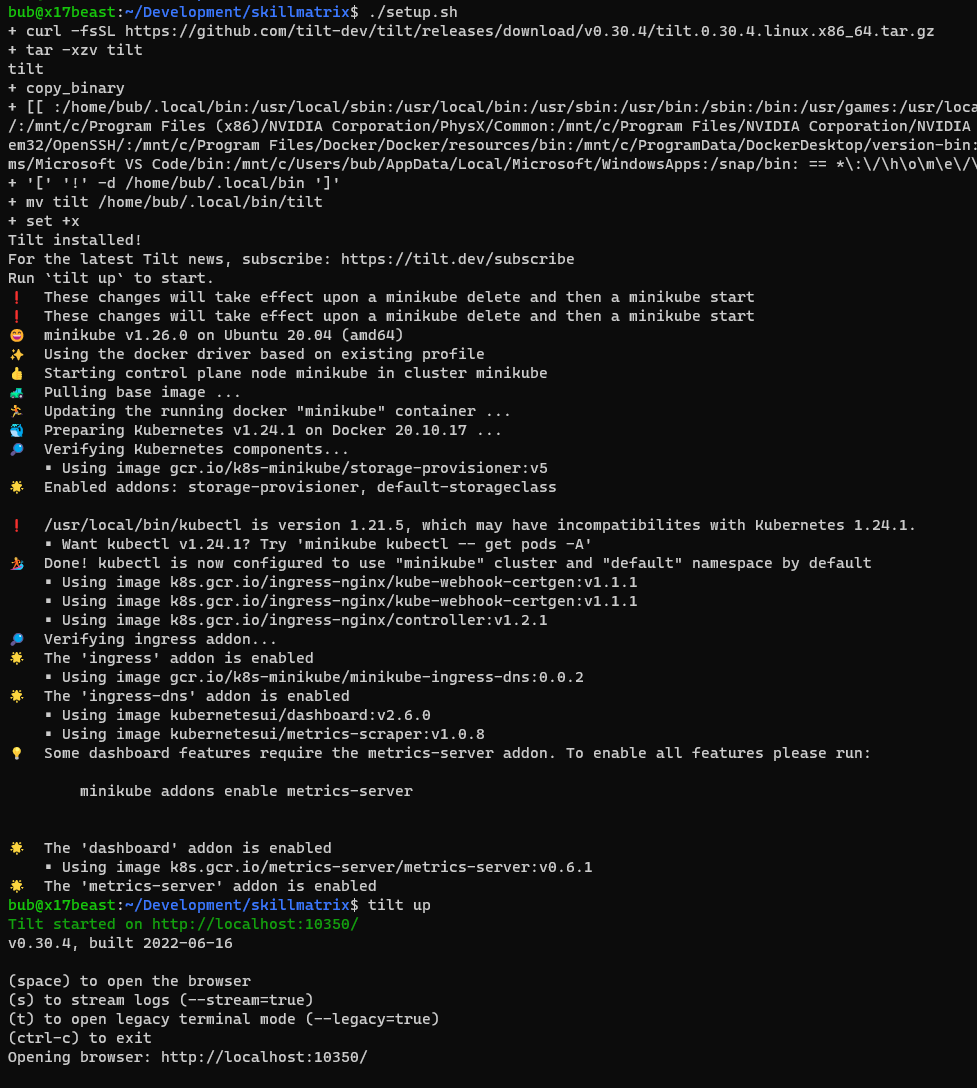 bub@x17beast:~/Development/skillmatrix$ ./setup.sh
+ curl -fsSL https://github.com/tilt-dev/tilt/releases/download/v0.30.4/tilt.0.30.4.linux.x86_64.tar.gz
+ tar -xzv tilt
tilt
+ copy_binary
+ [[ :/home/bub/.local/bin:/usr/local/sbin:/usr/local/bin:/usr/sbin:/usr/bin:/sbin:/bin:/usr/games:/usr/loca
/:/mnt/c/Program Files (x86)/NVIDIA Corporation/PhysX/Common:/mnt/c/Program Files/NVIDIA Corporation/NVIDIA
em32/OpenSSH/:/mnt/c/Program Files/Docker/Docker/resources/bin:/mnt/c/ProgramData/DockerDesktop/version-bin:
ms/Microsoft VS Code/bin:/mnt/c/Users/bub/AppData/Local/Microsoft/WindowsApps:/snap/bin: == *\:\/\h\o\m\e\/\
+ '[' '!' -d /home/bub/.local/bin ']'
+ mv tilt /home/bub/.local/bin/tilt
+ set +x
Tilt installed!
For the latest Tilt news, subscribe: https://tilt.dev/subscribe
Run `tilt up` to start.
❗  These changes will take effect upon a minikube delete and then a minikube start
❗  These changes will take effect upon a minikube delete and then a minikube start
😄  minikube v1.26.0 on Ubuntu 20.04 (amd64)
✨  Using the docker driver based on existing profile
👍  Starting control plane node minikube in cluster minikube
🚜  Pulling base image ...
🏃  Updating the running docker "minikube" container ...
🐳  Preparing Kubernetes v1.24.1 on Docker 20.10.17 ...
🔎  Verifying Kubernetes components...
    ▪ Using image gcr.io/k8s-minikube/storage-provisioner:v5
🌟  Enabled addons: storage-provisioner, default-storageclass
❗  /usr/local/bin/kubectl is version 1.21.5, which may have incompatibilites with Kubernetes 1.24.1.
    ▪ Want kubectl v1.24.1? Try 'minikube kubectl -- get pods -A'
🏄  Done! kubectl is now configured to use "minikube" cluster and "default" namespace by default
    ▪ Using image k8s.gcr.io/ingress-nginx/kube-webhook-certgen:v1.1.1
    ▪ Using image k8s.gcr.io/ingress-nginx/kube-webhook-certgen:v1.1.1
    ▪ Using image k8s.gcr.io/ingress-nginx/controller:v1.2.1
🔎  Verifying ingress addon...
🌟  The 'ingress' addon is enabled
    ▪ Using image gcr.io/k8s-minikube/minikube-ingress-dns:0.0.2
🌟  The 'ingress-dns' addon is enabled
    ▪ Using image kubernetesui/dashboard:v2.6.0
    ▪ Using image kubernetesui/metrics-scraper:v1.0.8
💡  Some dashboard features require the metrics-server addon. To enable all features please run:
        minikube addons enable metrics-server
🌟  The 'dashboard' addon is enabled
    ▪ Using image k8s.gcr.io/metrics-server/metrics-server:v0.6.1
🌟  The 'metrics-server' addon is enabled
bub@x17beast:~/Development/skillmatrix$ tilt up
Tilt started on http://localhost:10350/
v0.30.4, built 2022-06-16
(space) to open the browser
(s) to stream logs (--stream=true)
(t) to open legacy terminal mode (--legacy=true)
(ctrl-c) to exit
Opening browser: http://localhost:10350/